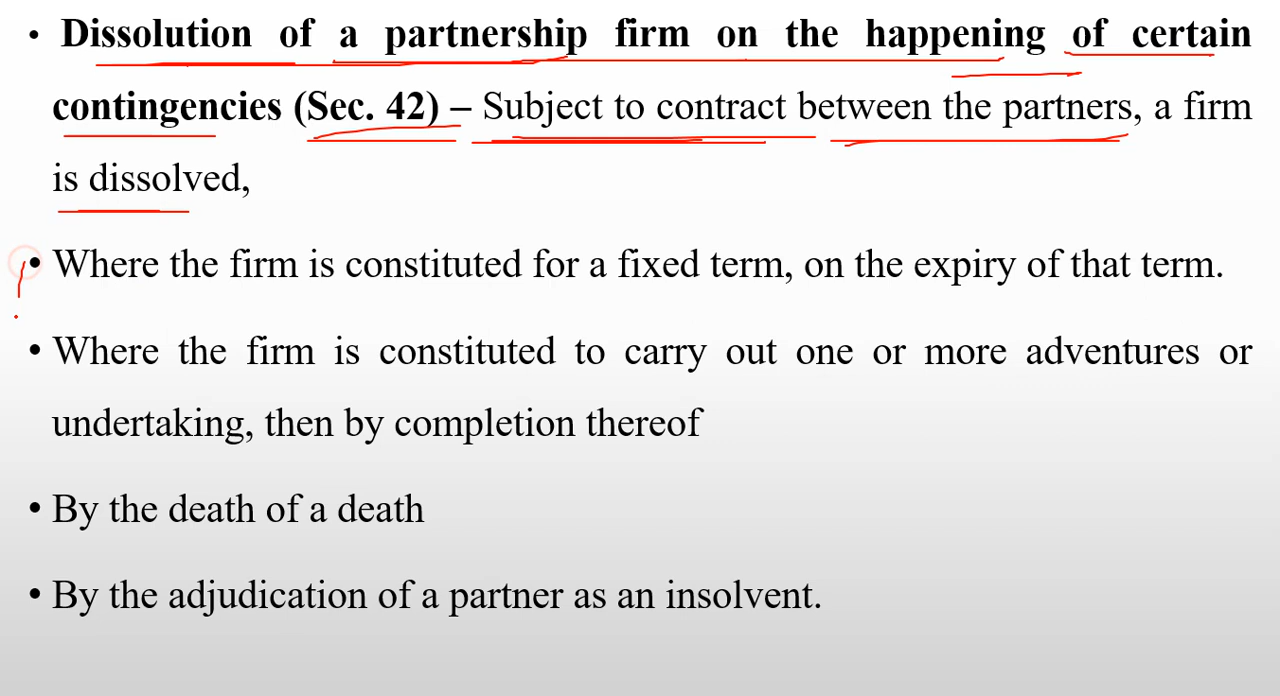 • Dissolution of a partnership firm on the happening of certain
contingencies (Sec. 42) – Subject to contract between the partners, a firm
is dissolved,
• Where the firm is constituted for a fixed term, on the expiry of that term.
• Where the firm is constituted to carry out one or more adventures or
undertaking, then by completion thereof
• By the death of a death
• By the adjudication of a partner as an insolvent.